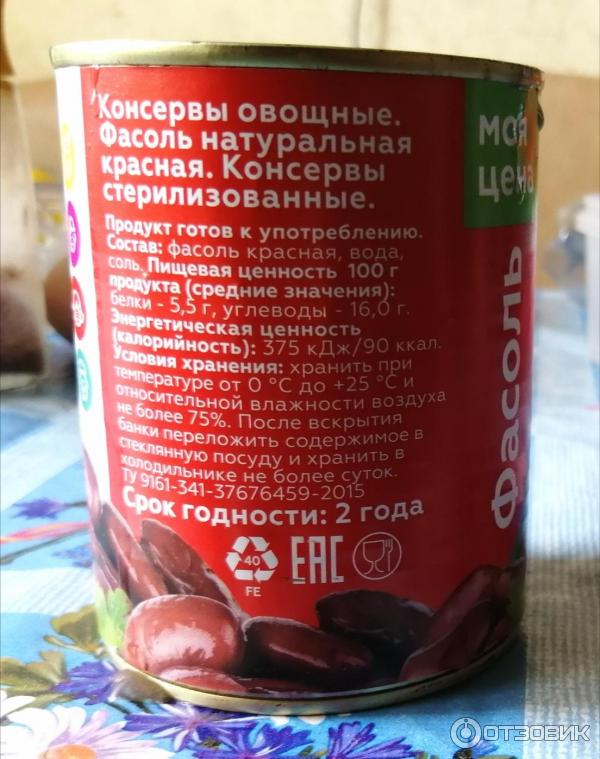 Консервы овощные.
Фасоль натуральная
красная. Консервы
стерилизованные.
Продукт готов к употреблению.
Состав: фасоль красная, вода,
соль. Пищевая ценность 100 г
продукта (средние значения):
белки - 5,5 г, углеводы - 16,0 г.
Энергетическая ценность
(калорийность): 375 кДж/90 ккал.
Условия хранения: хранить при
температуре от 0 °С до +25 °С и
относительной влажности воздуха
не более 75%. После вскрытия
банки переложить содержимое в
стеклянную посуду и хранить в
холодильнике не более суток.
ТУ 9161-341-37676459-2015
Срок годности: 2 года
40
FE
EAC
моя
цена
Фасоль
ОТЗОВИК